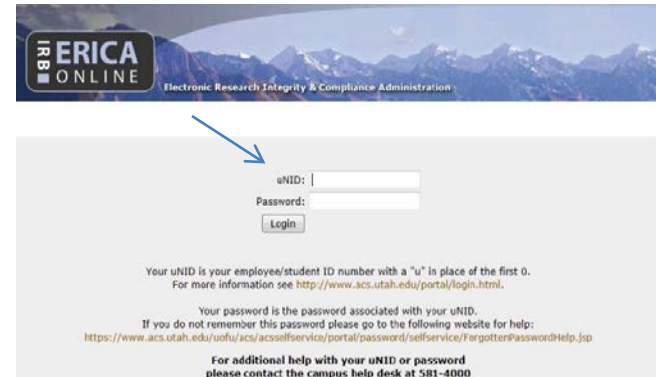 IRB
ERICA
ONLINE
Electronic Research Integrity & Compliance Administration
uNID:
Password:
Login
Your uNID is your employee/student ID number with a "u" in place of the first 0.
For more information see http://www.acs.utah.edu/portal/login.html.
Your password is the password associated with your uNID.
If you do not remember this password please go to the following website for help:
https://www.acs.utah.edu/uofu/acs/acsselfservice/portal/password/selfservice/ForgottenPasswordHelp.jsp
For additional help with your uNID or password
please contact the campus help desk at 581-4000